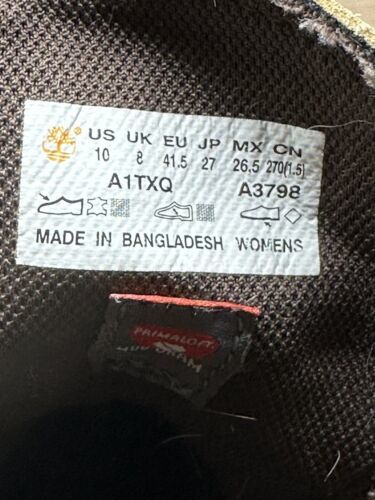 US UK EU JP MX CN
10 8 41.5 27 26.5 270(1.5)
A1TXQ A3798
MADE IN BANGLADESH WOMENS
PRIMALOFT